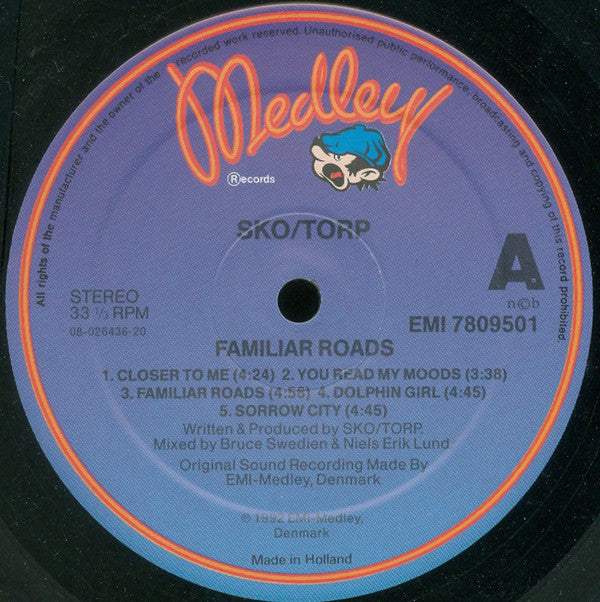 All rights of the manufacturer and the owner of the recorded work reserved. Unauthorised public performance, broadcasting and copying of this record prohibited.
Medley
® Records
SKO/TORP
A
STEREO
33 ⅓ RPM
08-026436-20
n©b
EMI 7809501
FAMILIAR ROADS
1. CLOSER TO ME (4:24) 2. YOU READ MY MOODS (3:38)
3. FAMILIAR ROADS (4:58) 4. DOLPHIN GIRL (4:45)
5. SORROW CITY (4:45)
Written & Produced by SKO/TORP.
Mixed by Bruce Swedien & Niels Erik Lund
Original Sound Recording Made By
EMI-Medley, Denmark
℗ 1992 EMI-Medley,
Denmark
Made in Holland